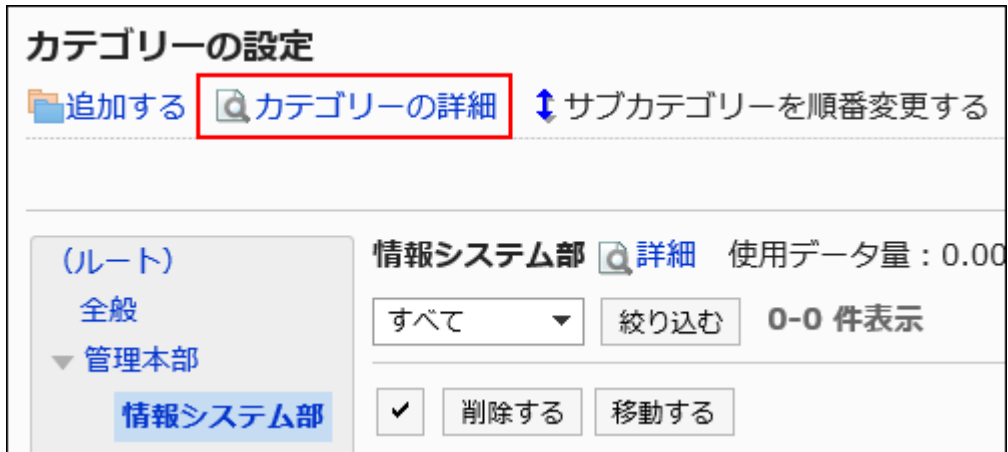 カテゴリーの設定
追加する カテゴリーの詳細 サブカテゴリーを順番変更する
(ルート)
全般
管理本部
情報システム部
情報システム部 詳細 使用データ量：0.00
すべて 絞り込む 0-0 件表示
削除する 移動する